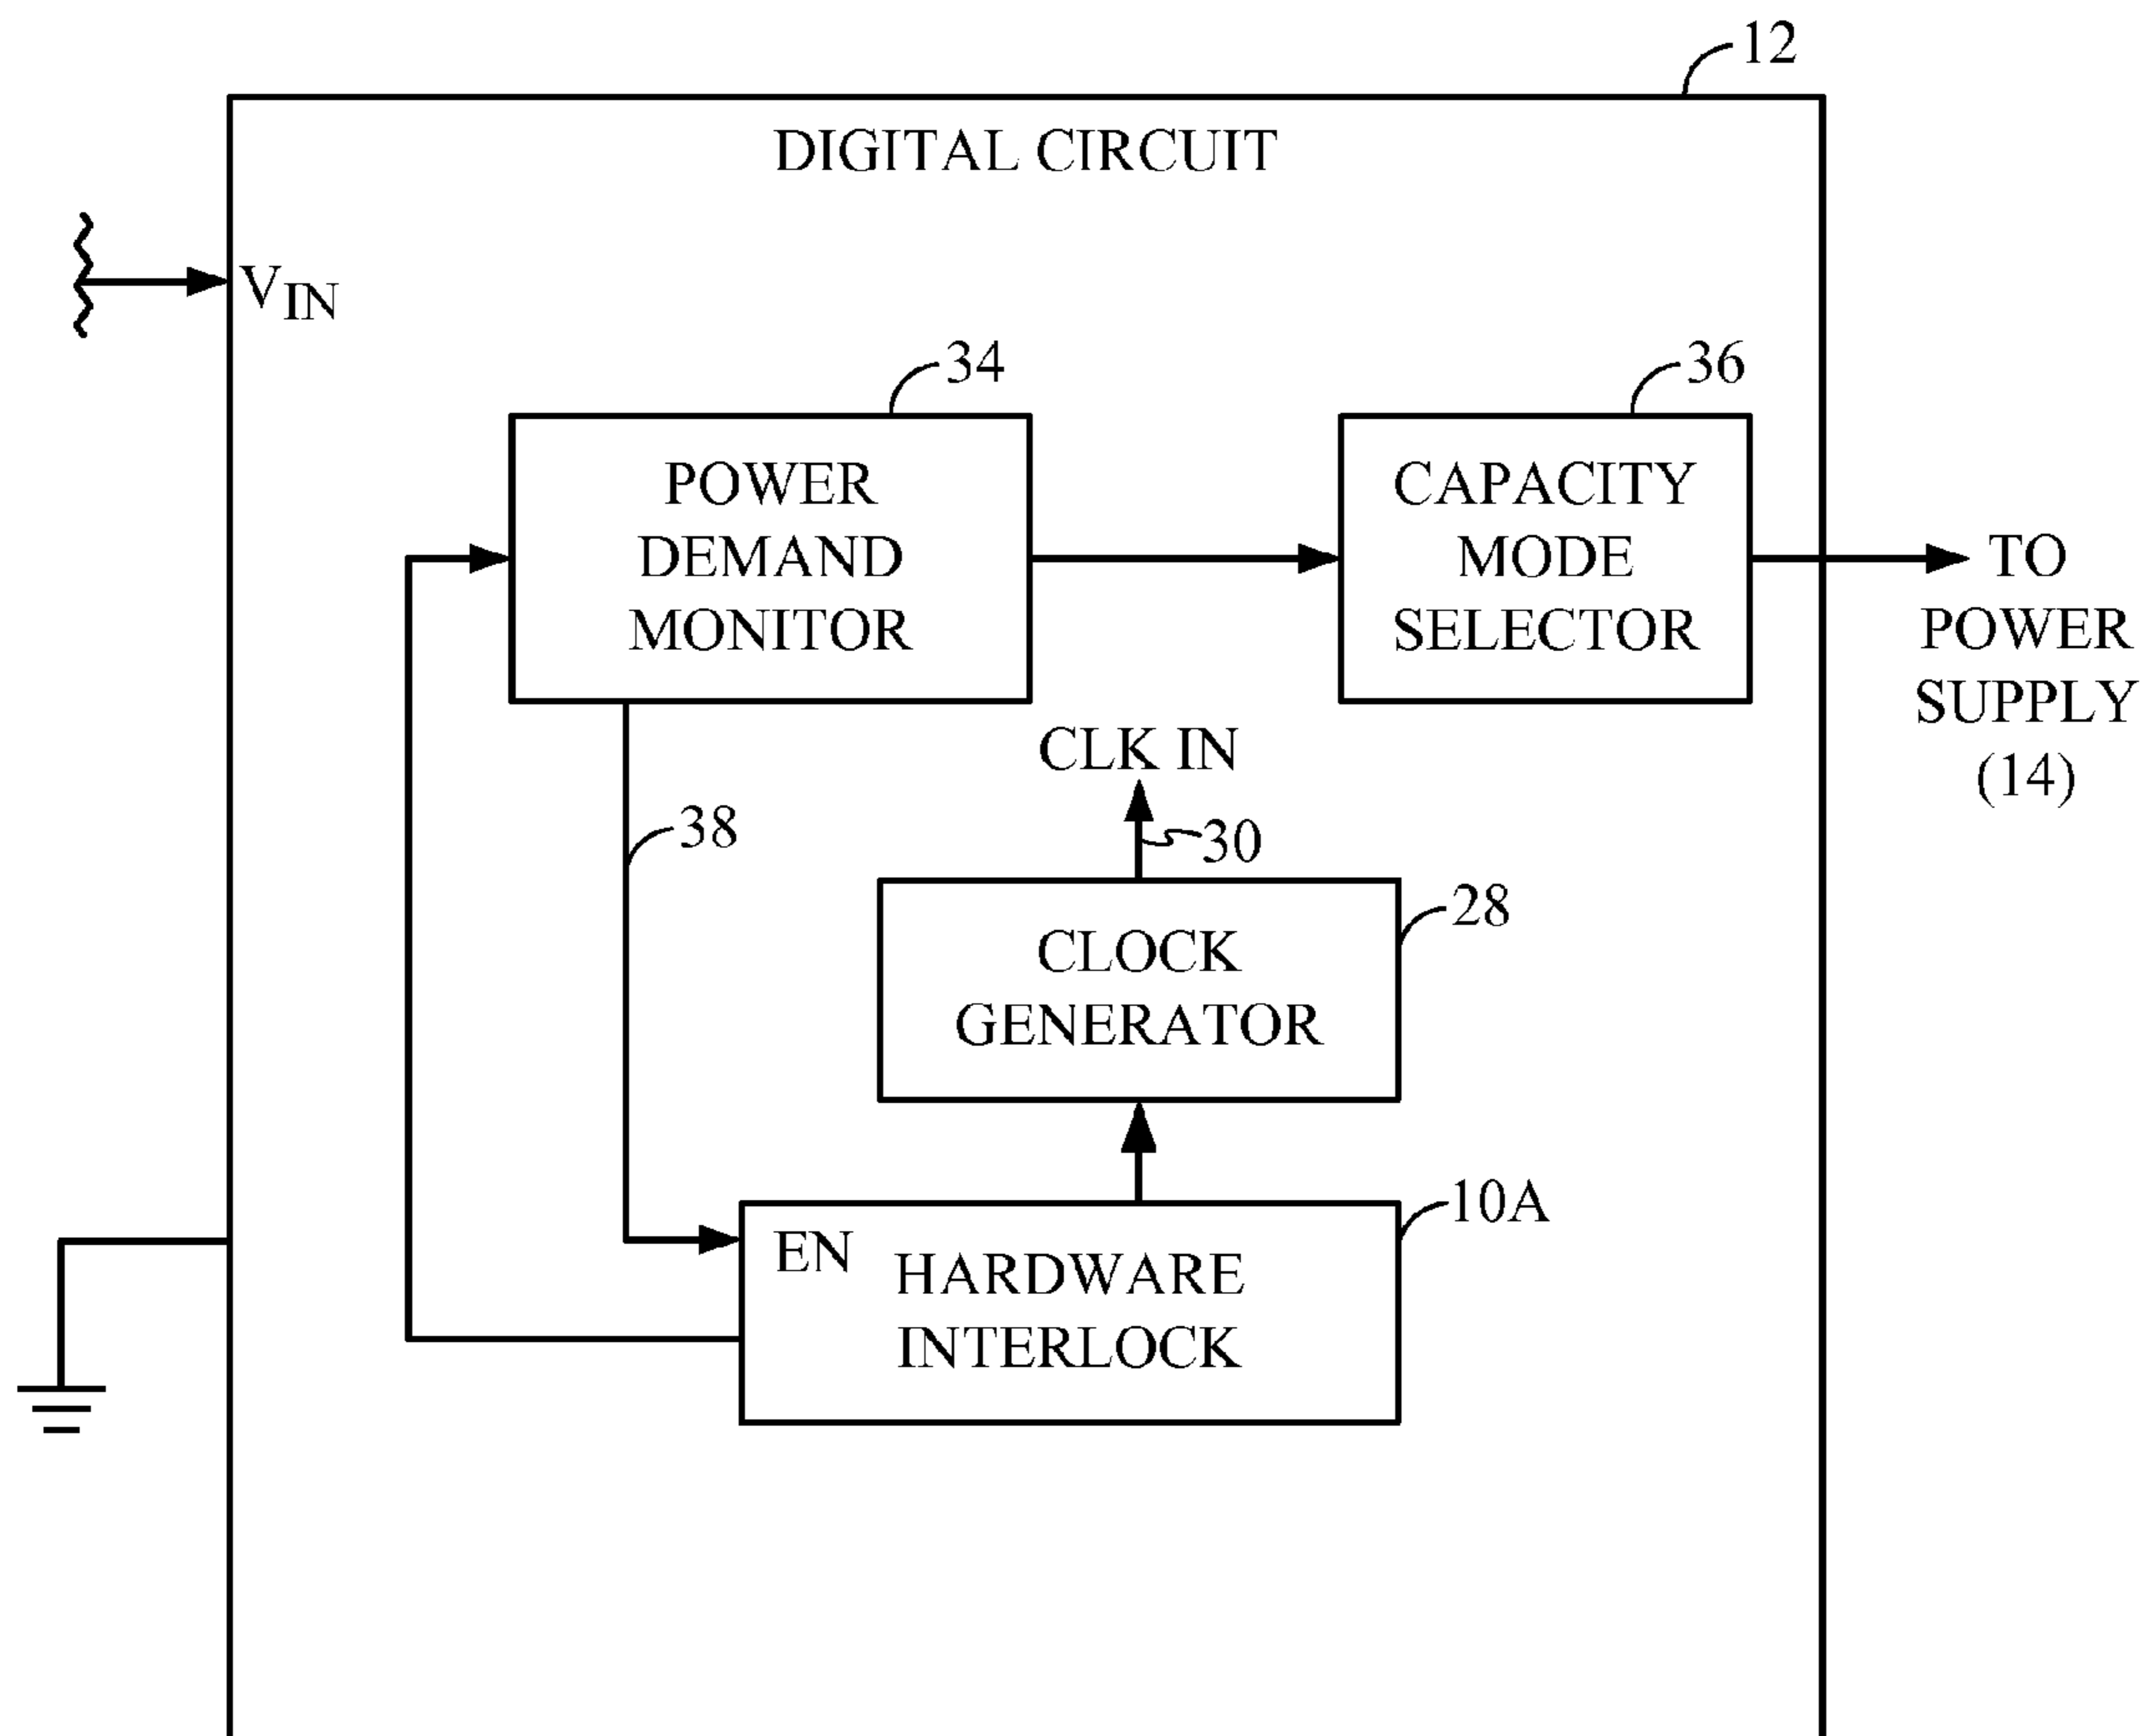 12
DIGITAL CIRCUIT
VIN
34
36
POWER
DEMAND
MONITOR
CAPACITY
MODE
SELECTOR
TO
POWER
SUPPLY
(14)
CLK IN
38
30
28
CLOCK
GENERATOR
10A
EN
HARDWARE
INTERLOCK